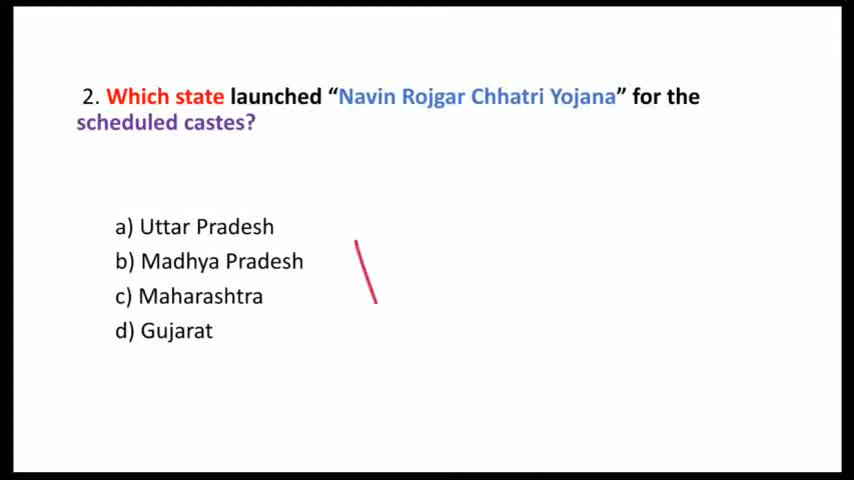 2. Which state launched “Navin Rojgar Chhatri Yojana” for the
scheduled castes?
a) Uttar Pradesh
b) Madhya Pradesh
c) Maharashtra
d) Gujarat